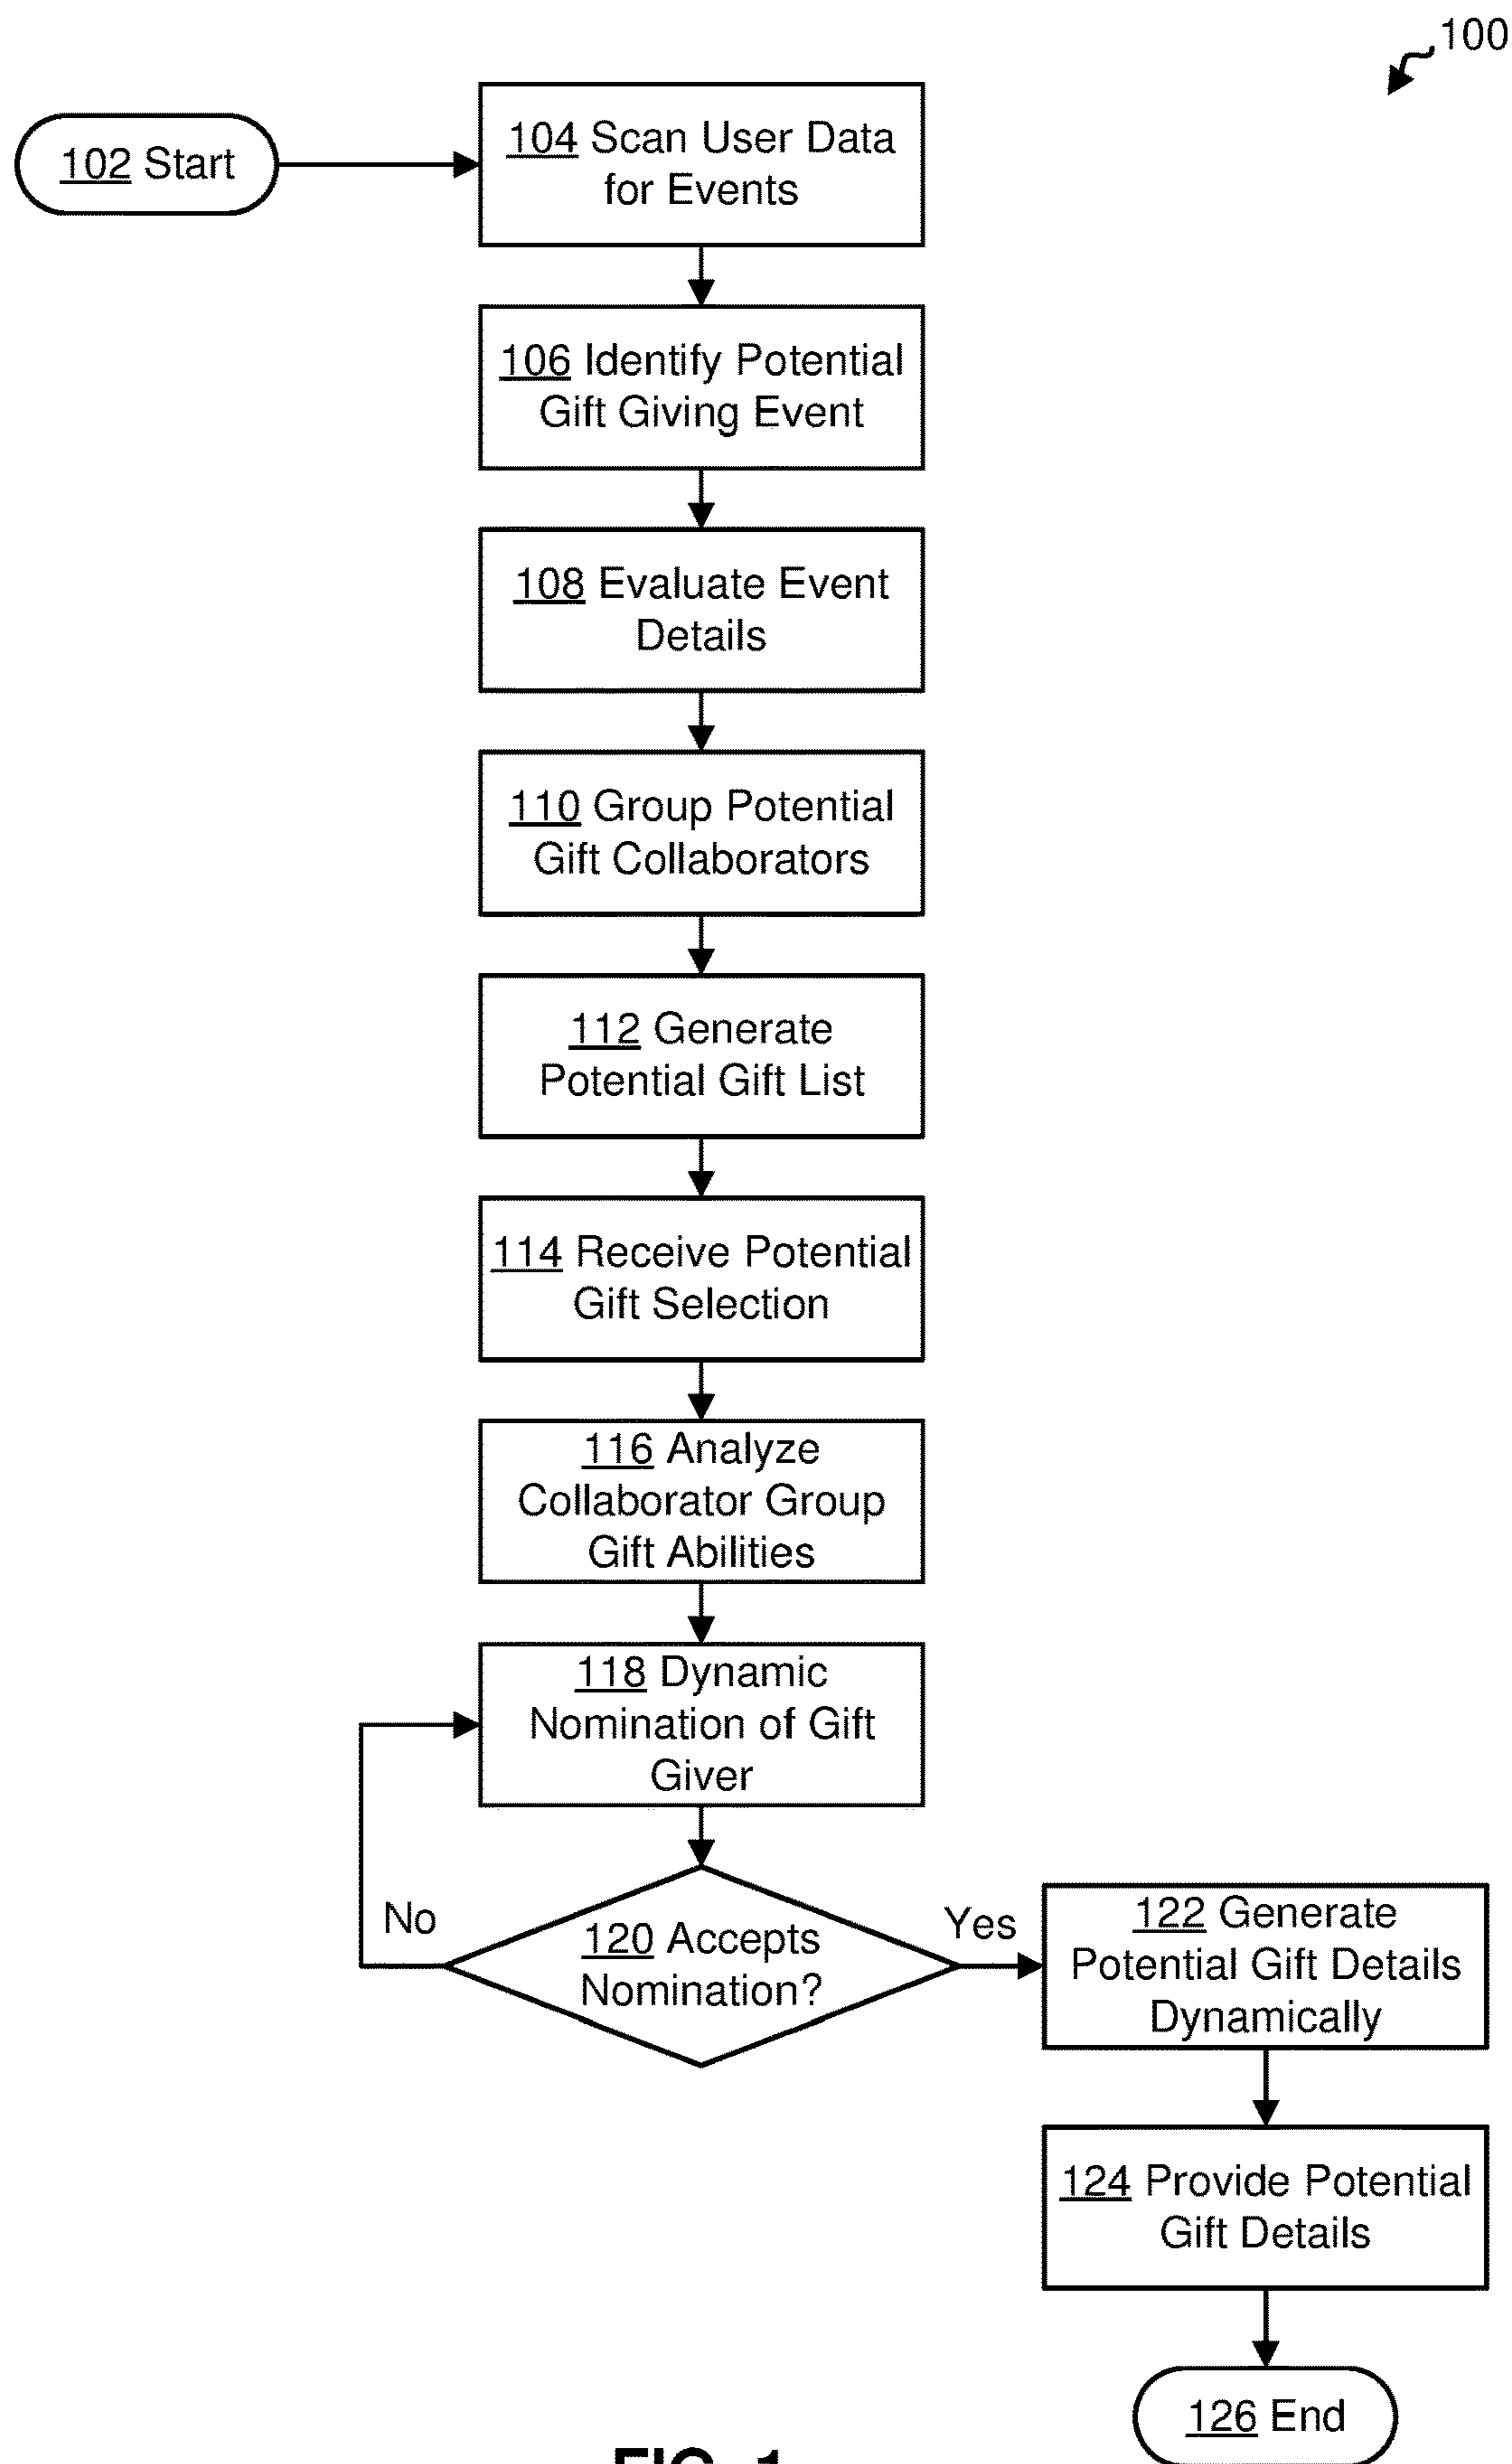 100
102 Start
104 Scan User Data
for Events
106 Identify Potential
Gift Giving Event
108 Evaluate Event
Details
110 Group Potential
Gift Collaborators
112 Generate
Potential Gift List
114 Receive Potential
Gift Selection
116 Analyze
Collaborator Group
Gift Abilities
118 Dynamic
Nomination of Gift
Giver
No
120 Accepts
Nomination?
Yes
122 Generate
Potential Gift Details
Dynamically
124 Provide Potential
Gift Details
126 End
FIG. 1